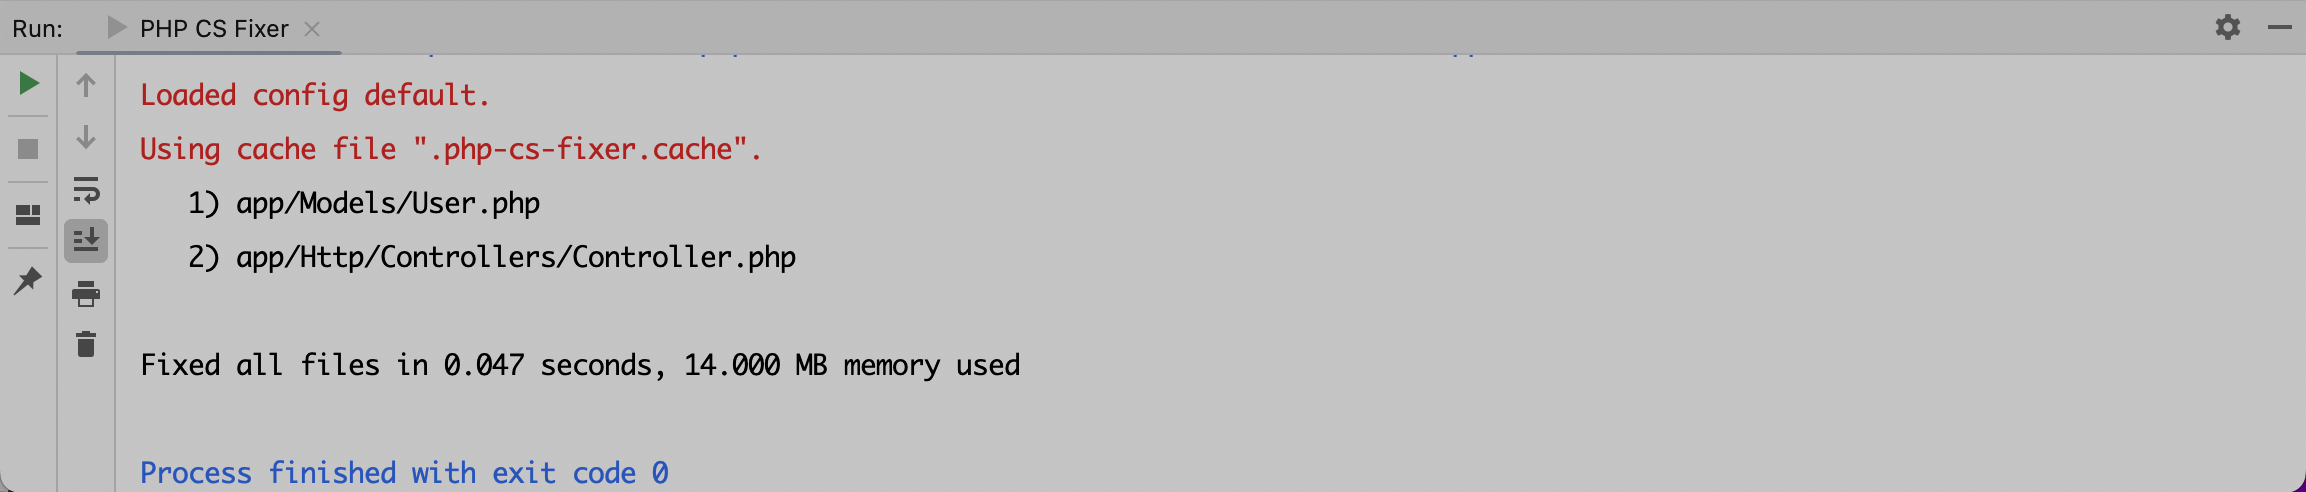 Run:
PHP CS Fixer
Loaded config default.
Using cache file ".php-cs-fixer.cache".
1) app/Models/User.php
2) app/Http/Controllers/Controller.php
Fixed all files in 0.047 seconds, 14.000 MB memory used
Process finished with exit code 0